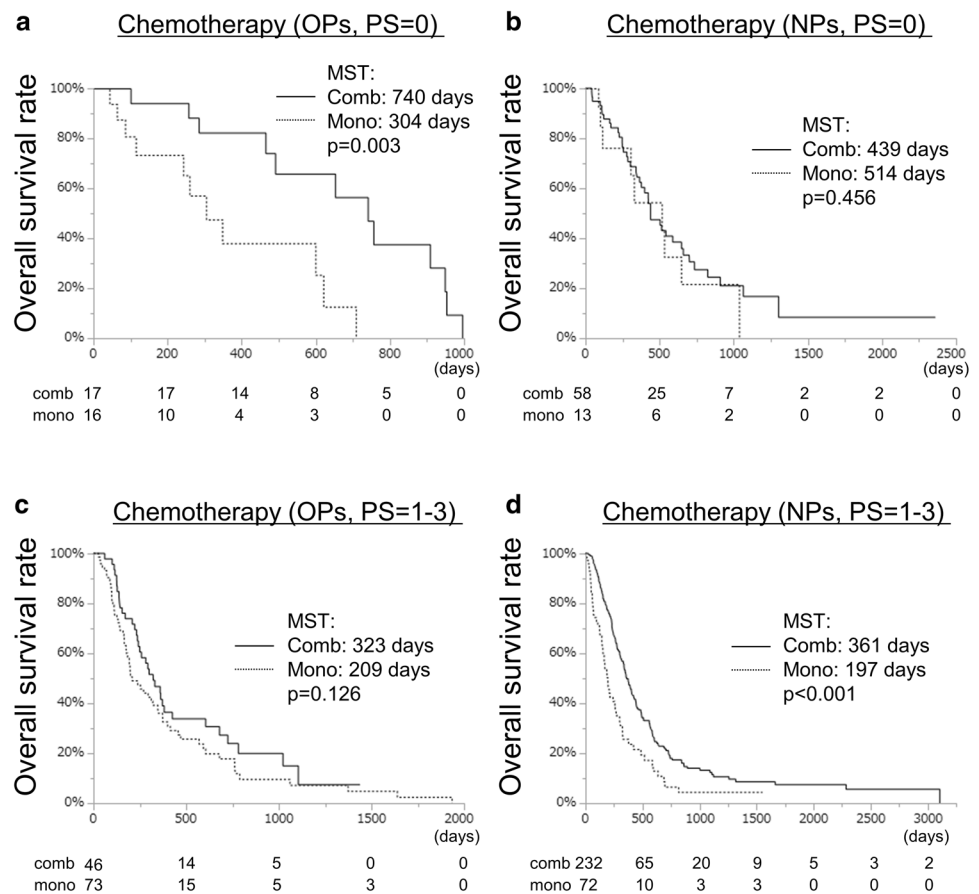 a
Chemotherapy (OPs, PS=0)
Overall survival rate
100%
80%
60%
40%
20%
0%
MST:
Comb: 740 days
Mono: 304 days
p=0.003
0 200 400 600 800 1000
(days)
comb 17 17 14 8 5 0
mono 16 10 4 3 0 0
b
Chemotherapy (NPs, PS=0)
Overall survival rate
100%
80%
60%
40%
20%
0%
MST:
Comb: 439 days
Mono: 514 days
p=0.456
0 500 1000 1500 2000 2500
(days)
comb 58 25 7 2 2 0
mono 13 6 2 0 0 0
c
Chemotherapy (OPs, PS=1-3)
Overall survival rate
100%
80%
60%
40%
20%
0%
MST:
Comb: 323 days
Mono: 209 days
p=0.126
0 500 1000 1500 2000
(days)
comb 46 14 5 0 0
mono 73 15 5 3 0
d
Chemotherapy (NPs, PS=1-3)
Overall survival rate
100%
80%
60%
40%
20%
0%
MST:
Comb: 361 days
Mono: 197 days
p<0.001
0 500 1000 1500 2000 2500 3000
(days)
comb 232 65 20 9 5 3 2
mono 72 10 3 3 0 0 0